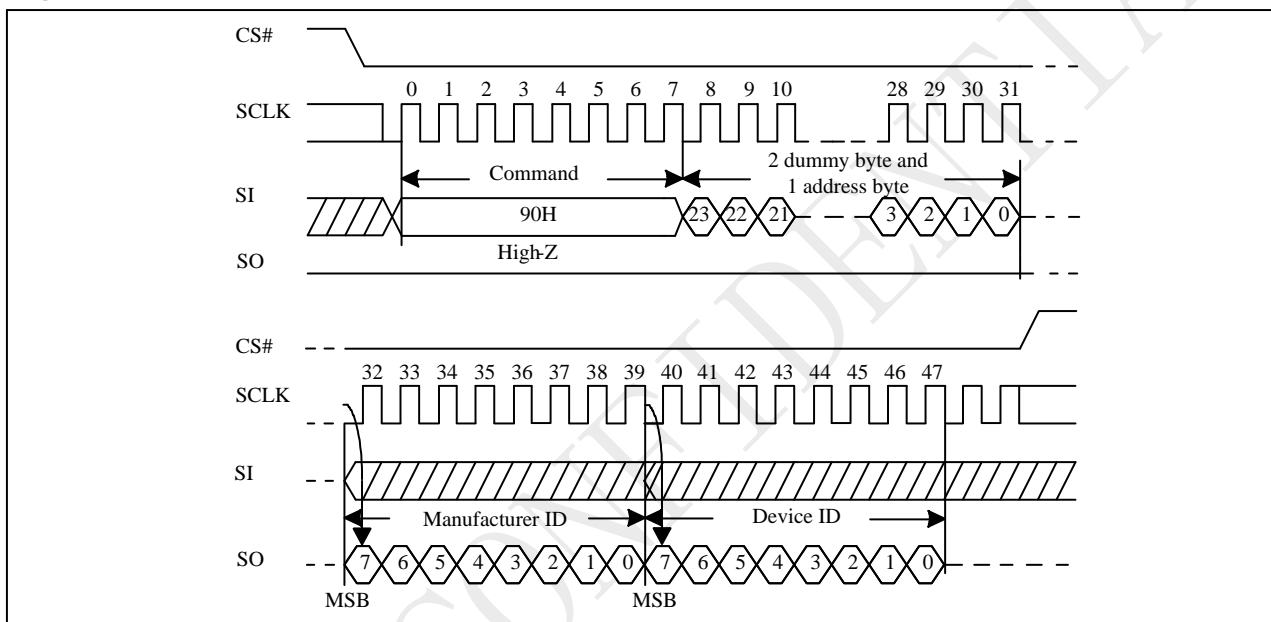 CS#
0 1 2 3 4 5 6 7 8 9 10 28 29 30 31
SCLK
Command
2 dummy byte and
1 address byte
SI
90H 23 22 21 3 2 1 0
High-Z
SO
CS#
32 33 34 35 36 37 38 39 40 41 42 43 44 45 46 47
SCLK
SI
Manufacturer ID Device ID
SO 7 6 5 4 3 2 1 0 7 6 5 4 3 2 1 0
MSB MSB
CONFIDENTIA